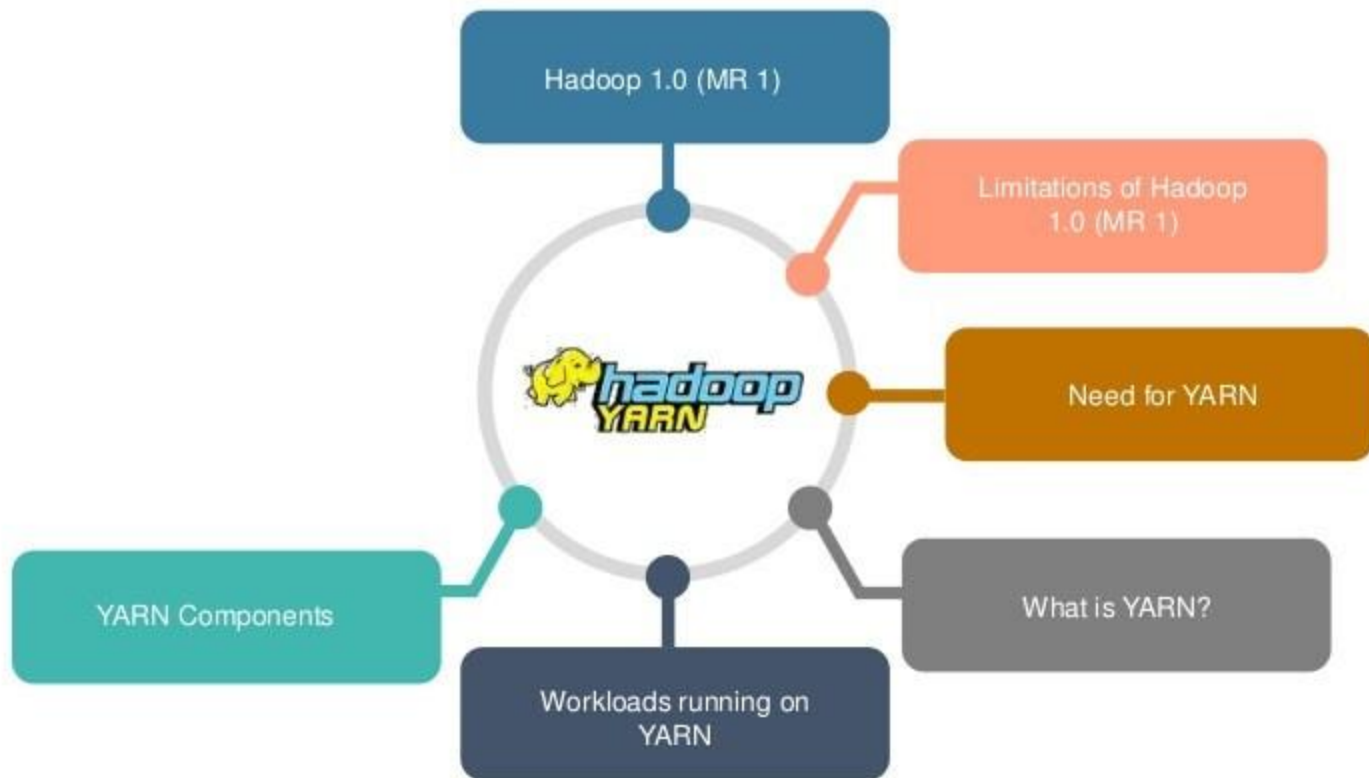 Hadoop 1.0 (MR 1)
Limitations of Hadoop
1.0 (MR 1)
Need for YARN
hadoop
YARN
What is YARN?
YARN Components
Workloads running on
YARN